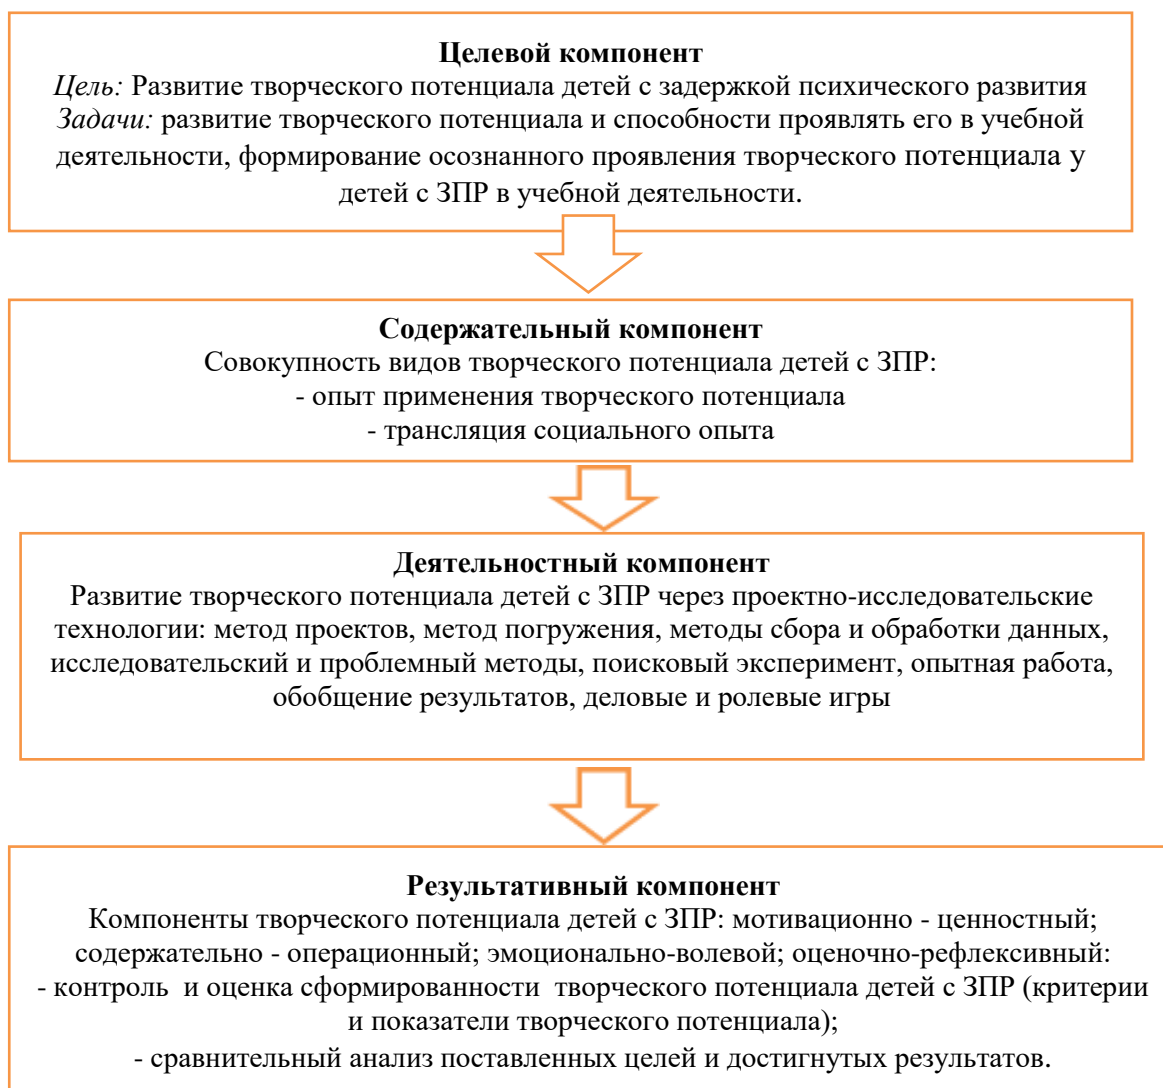 Целевой компонент
Цель: Развитие творческого потенциала детей с задержкой психического развития
Задачи: развитие творческого потенциала и способности проявлять его в учебной
деятельности, формирование осознанного проявления творческого потенциала у
детей с ЗПР в учебной деятельности.
Содержательный компонент
Совокупность видов творческого потенциала детей с ЗПР:
- опыт применения творческого потенциала
- трансляция социального опыта
Деятельностный компонент
Развитие творческого потенциала детей с ЗПР через проектно-исследовательские
технологии: метод проектов, метод погружения, методы сбора и обработки данных,
исследовательский и проблемный методы, поисковый эксперимент, опытная работа,
обобщение результатов, деловые и ролевые игры
Результативный компонент
Компоненты творческого потенциала детей с ЗПР: мотивационно - ценностный;
содержательно - операционный; эмоционально-волевой; оценочно-рефлексивный:
- контроль и оценка сформированности творческого потенциала детей с ЗПР (критерии
и показатели творческого потенциала);
- сравнительный анализ поставленных целей и достигнутых результатов.